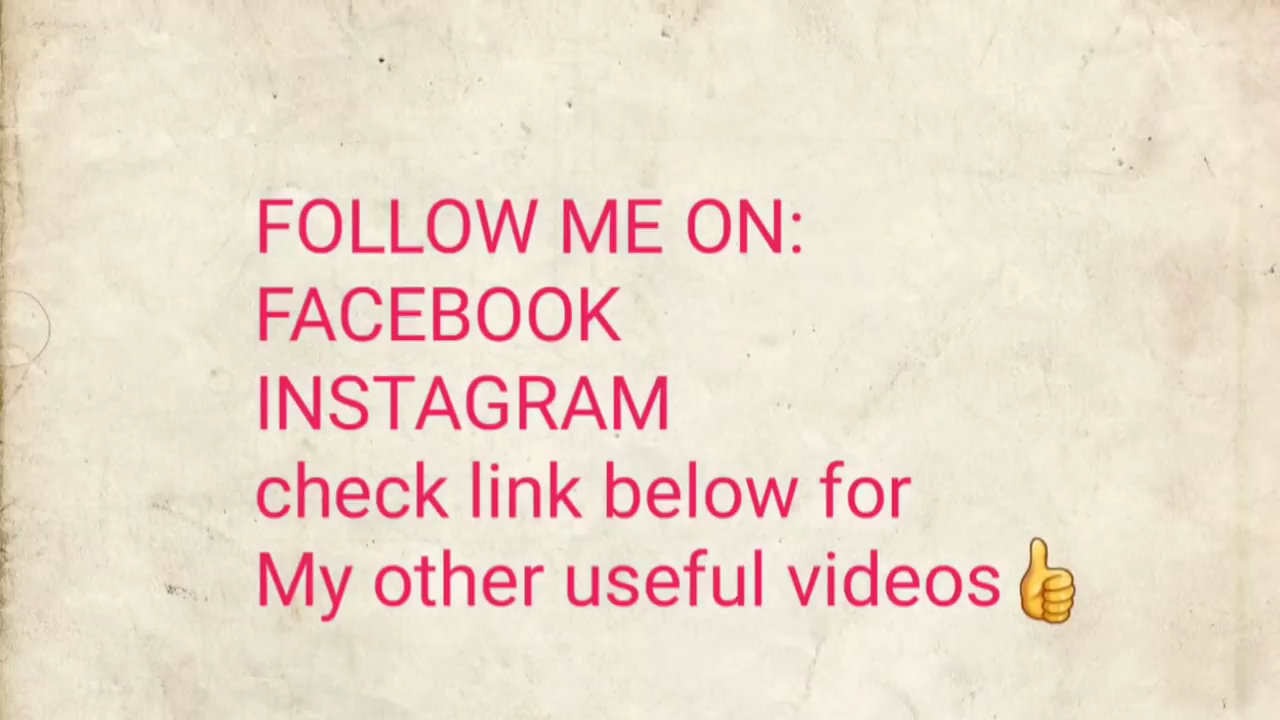 FOLLOW ME ON:
FACEBOOK
INSTAGRAM
check link below for
My other useful videos👍